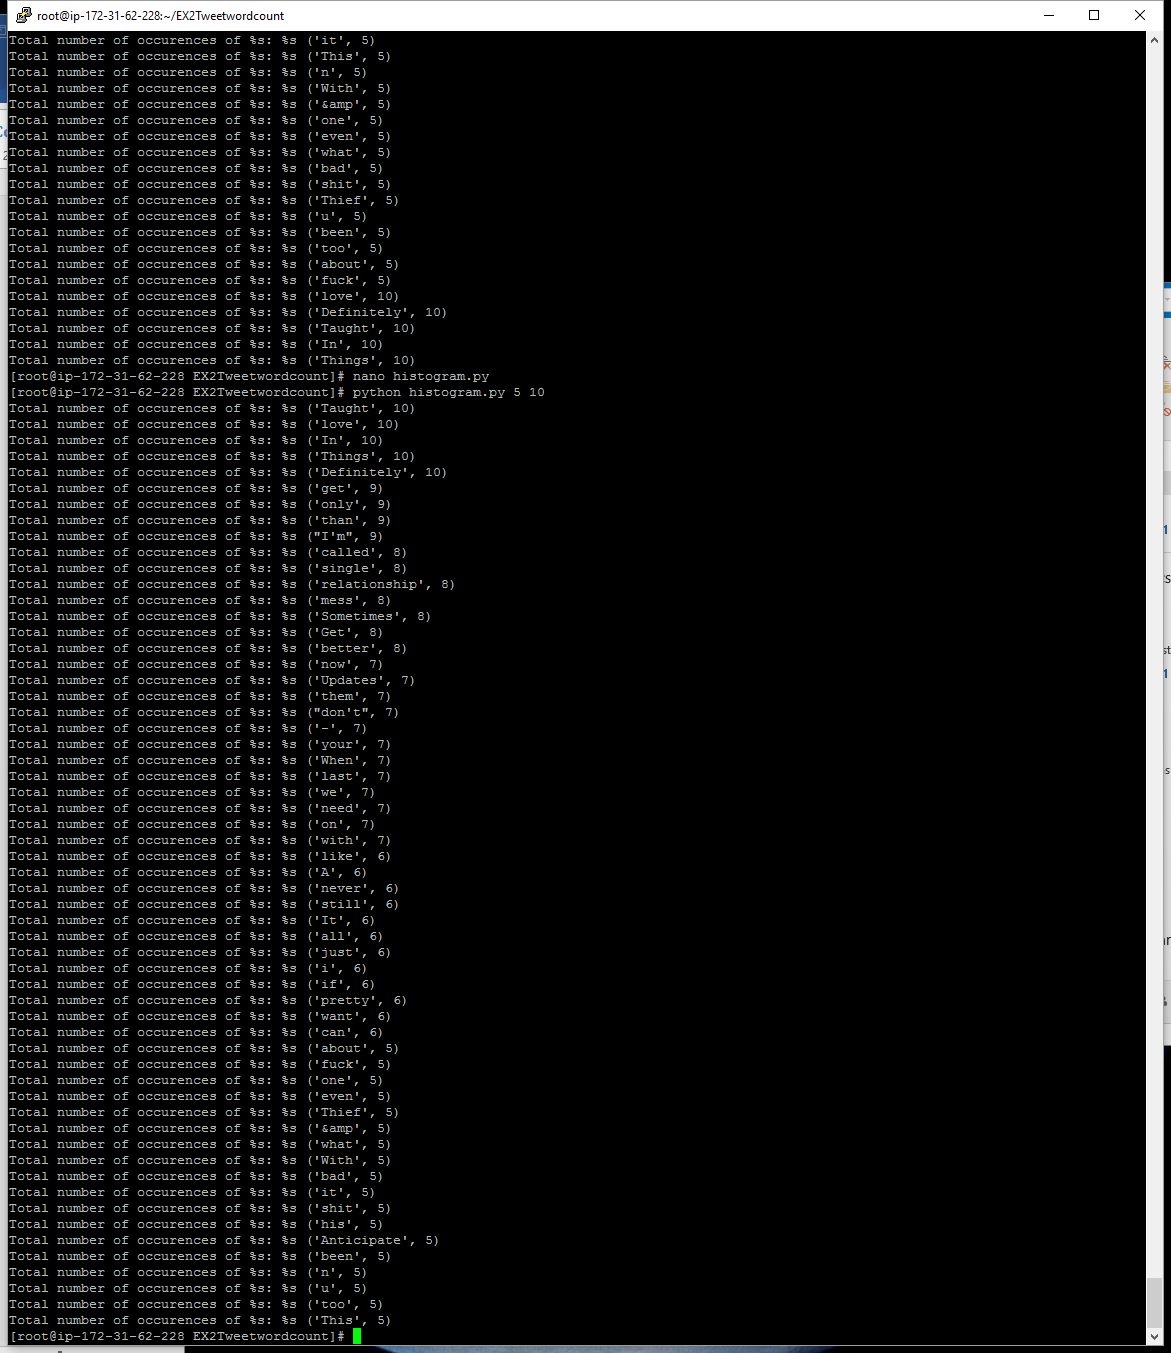 root@ip-172-31-62-228:~/EX2Tweetwordcount
Total number of occurences of %s: %s ('it', 5)
Total number of occurences of %s: %s ('This', 5)
Total number of occurences of %s: %s ('n', 5)
Total number of occurences of %s: %s ('With', 5)
Total number of occurences of %s: %s ('&amp', 5)
Total number of occurences of %s: %s ('one', 5)
Total number of occurences of %s: %s ('even', 5)
Total number of occurences of %s: %s ('what', 5)
Total number of occurences of %s: %s ('bad', 5)
Total number of occurences of %s: %s ('shit', 5)
Total number of occurences of %s: %s ('Thief', 5)
Total number of occurences of %s: %s ('u', 5)
Total number of occurences of %s: %s ('been', 5)
Total number of occurences of %s: %s ('too', 5)
Total number of occurences of %s: %s ('about', 5)
Total number of occurences of %s: %s ('fuck', 5)
Total number of occurences of %s: %s ('love', 10)
Total number of occurences of %s: %s ('Definitely', 10)
Total number of occurences of %s: %s ('Taught', 10)
Total number of occurences of %s: %s ('In', 10)
Total number of occurences of %s: %s ('Things', 10)
[root@ip-172-31-62-228 EX2Tweetwordcount]# nano histogram.py
[root@ip-172-31-62-228 EX2Tweetwordcount]# python histogram.py 5 10
Total number of occurences of %s: %s ('Taught', 10)
Total number of occurences of %s: %s ('love', 10)
Total number of occurences of %s: %s ('In', 10)
Total number of occurences of %s: %s ('Things', 10)
Total number of occurences of %s: %s ('Definitely', 10)
Total number of occurences of %s: %s ('get', 9)
Total number of occurences of %s: %s ('only', 9)
Total number of occurences of %s: %s ('than', 9)
Total number of occurences of %s: %s ("I'm", 9)
Total number of occurences of %s: %s ('called', 8)
Total number of occurences of %s: %s ('single', 8)
Total number of occurences of %s: %s ('relationship', 8)
Total number of occurences of %s: %s ('mess', 8)
Total number of occurences of %s: %s ('Sometimes', 8)
Total number of occurences of %s: %s ('Get', 8)
Total number of occurences of %s: %s ('better', 8)
Total number of occurences of %s: %s ('now', 7)
Total number of occurences of %s: %s ('Updates', 7)
Total number of occurences of %s: %s ('them', 7)
Total number of occurences of %s: %s ("don't", 7)
Total number of occurences of %s: %s ('-', 7)
Total number of occurences of %s: %s ('your', 7)
Total number of occurences of %s: %s ('When', 7)
Total number of occurences of %s: %s ('last', 7)
Total number of occurences of %s: %s ('we', 7)
Total number of occurences of %s: %s ('need', 7)
Total number of occurences of %s: %s ('on', 7)
Total number of occurences of %s: %s ('with', 7)
Total number of occurences of %s: %s ('like', 6)
Total number of occurences of %s: %s ('A', 6)
Total number of occurences of %s: %s ('never', 6)
Total number of occurences of %s: %s ('still', 6)
Total number of occurences of %s: %s ('It', 6)
Total number of occurences of %s: %s ('all', 6)
Total number of occurences of %s: %s ('just', 6)
Total number of occurences of %s: %s ('i', 6)
Total number of occurences of %s: %s ('if', 6)
Total number of occurences of %s: %s ('pretty', 6)
Total number of occurences of %s: %s ('want', 6)
Total number of occurences of %s: %s ('can', 6)
Total number of occurences of %s: %s ('about', 5)
Total number of occurences of %s: %s ('fuck', 5)
Total number of occurences of %s: %s ('one', 5)
Total number of occurences of %s: %s ('even', 5)
Total number of occurences of %s: %s ('Thief', 5)
Total number of occurences of %s: %s ('&amp', 5)
Total number of occurences of %s: %s ('what', 5)
Total number of occurences of %s: %s ('With', 5)
Total number of occurences of %s: %s ('bad', 5)
Total number of occurences of %s: %s ('it', 5)
Total number of occurences of %s: %s ('shit', 5)
Total number of occurences of %s: %s ('his', 5)
Total number of occurences of %s: %s ('Anticipate', 5)
Total number of occurences of %s: %s ('been', 5)
Total number of occurences of %s: %s ('n', 5)
Total number of occurences of %s: %s ('u', 5)
Total number of occurences of %s: %s ('too', 5)
Total number of occurences of %s: %s ('This', 5)
[root@ip-172-31-62-228 EX2Tweetwordcount]#